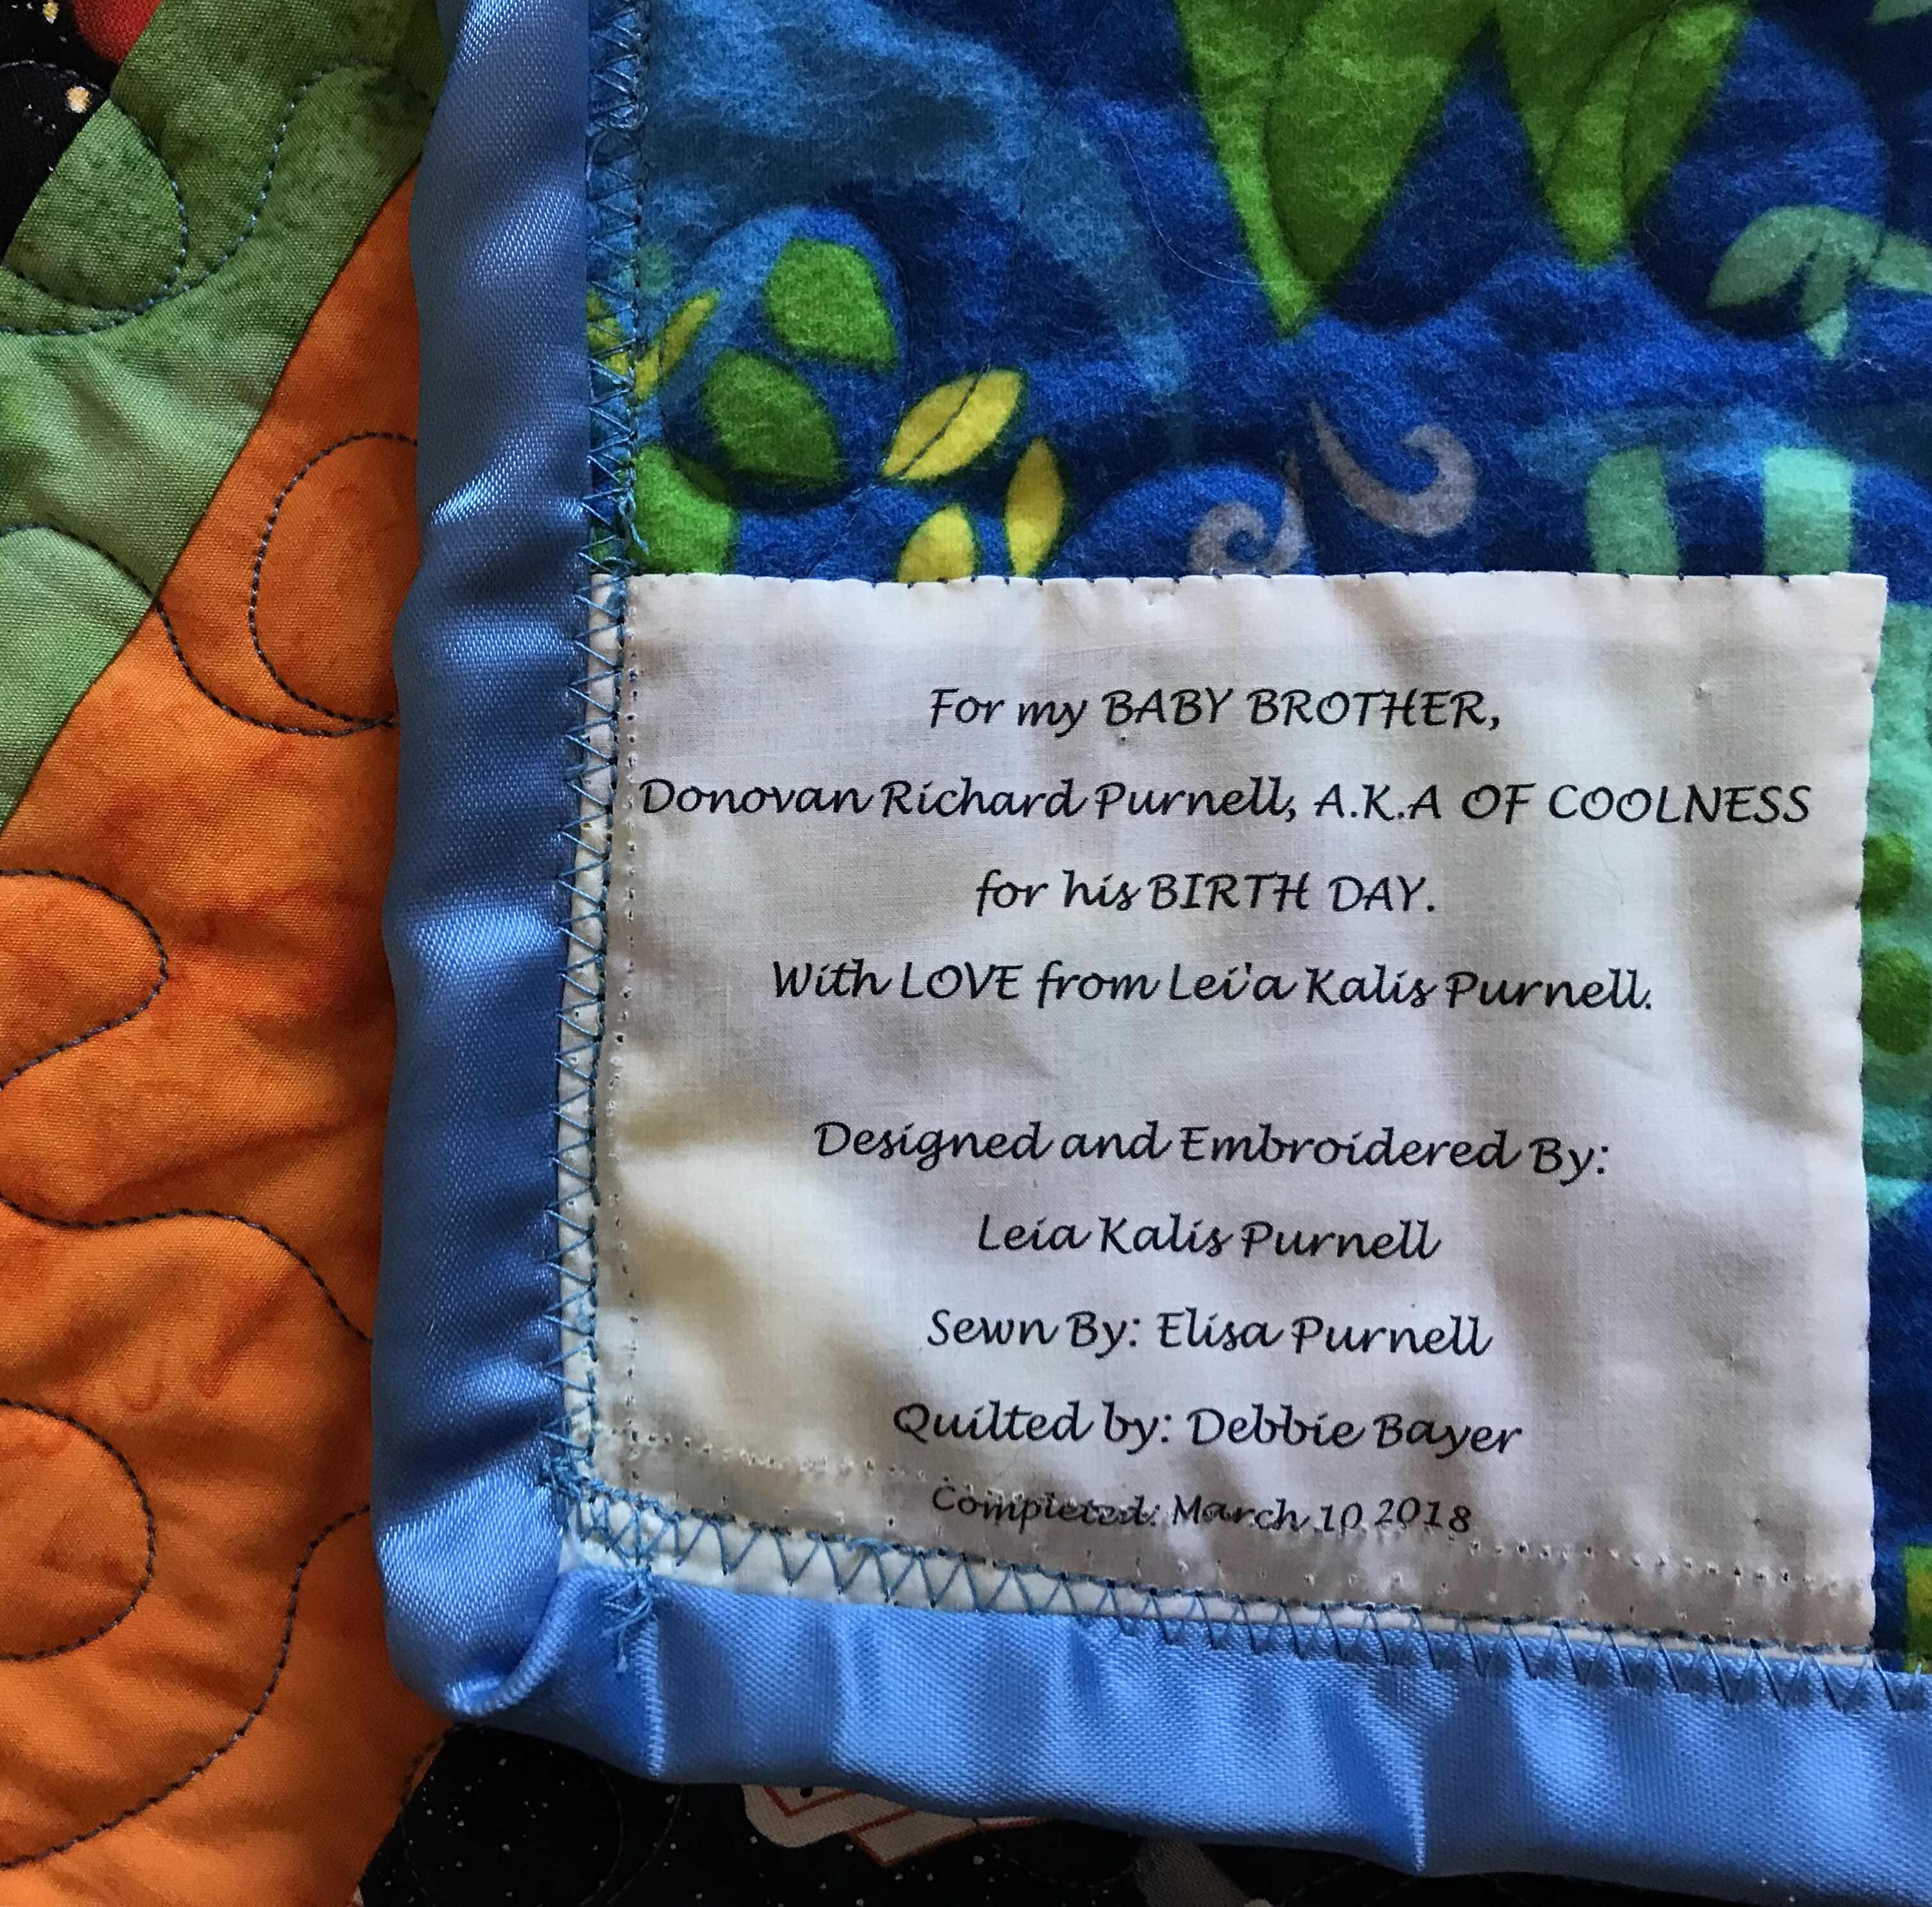 For my BABY BROTHER,
Donovan Richard Purnell, A.K.A OF COOLNESS
for his BIRTH DAY.
With LOVE from Lei'a Kalis Purnell.
Designed and Embroidered By:
Leia Kalis Purnell
Sewn By: Elisa Purnell
Quilted by: Debbie Bayer
Completed: March 10 2018